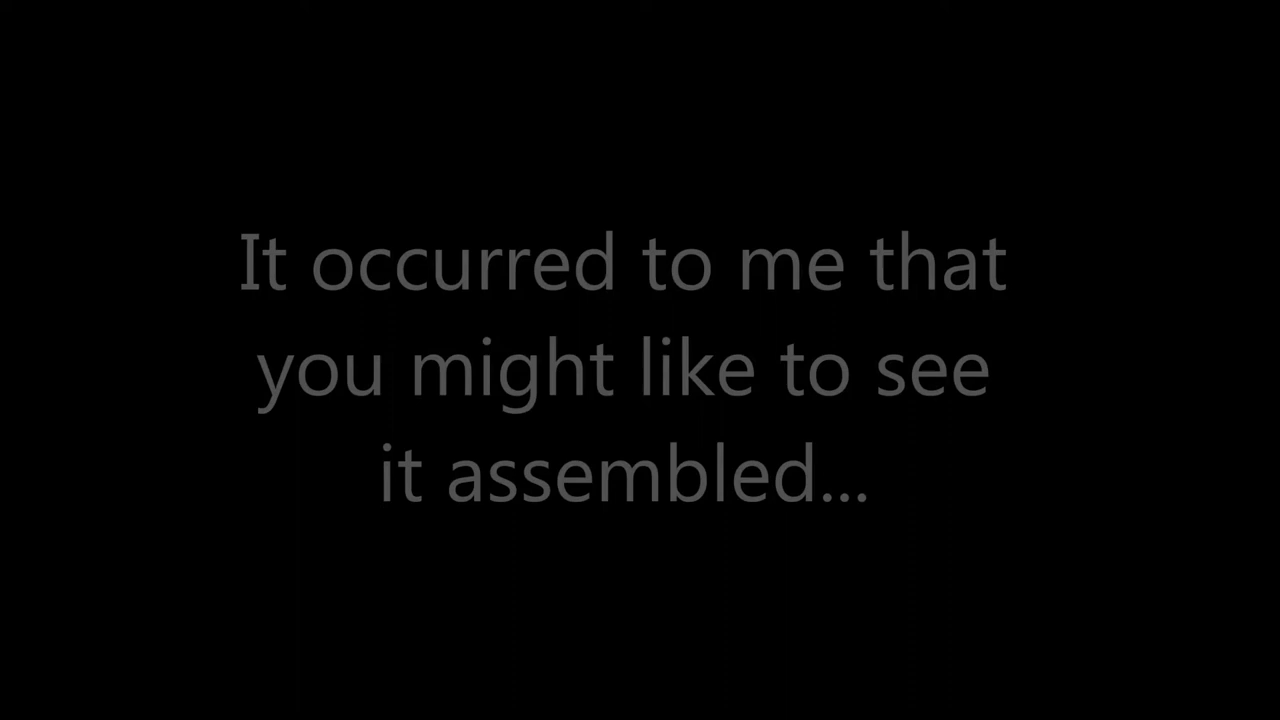 It occurred to me that
you might like to see
it assembled...